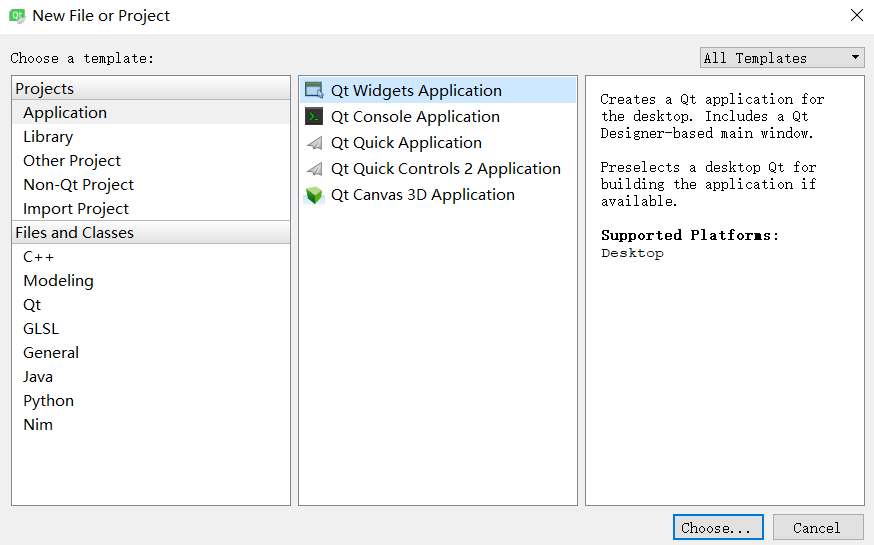 New File or Project
Choose a template:
All Templates
Projects
Application
Library
Other Project
Non-Qt Project
Import Project
Files and Classes
C++
Modeling
Qt
GLSL
General
Java
Python
Nim
Qt Widgets Application
Qt Console Application
Qt Quick Application
Qt Quick Controls 2 Application
Qt Canvas 3D Application
Creates a Qt application for
the desktop. Includes a Qt
Designer-based main window.
Preselects a desktop Qt for
building the application if
available.
Supported Platforms:
Desktop
Choose...
Cancel